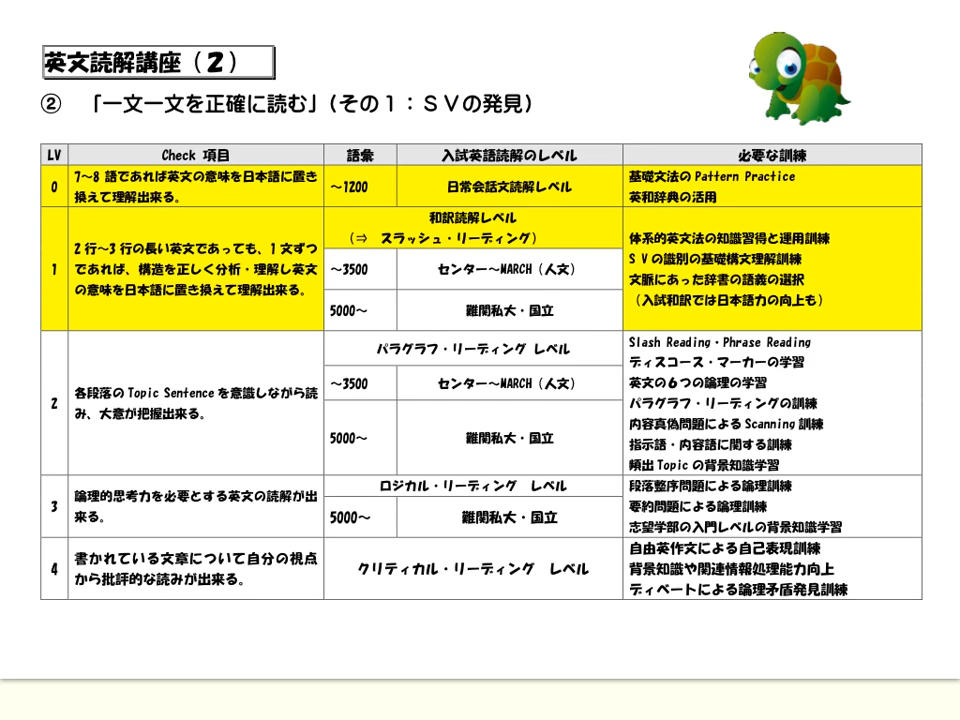 英文読解講座（２）
② 「一文一文を正確に読む」（その１：ＳＶの発見）
LV Check 項目 語彙 入試英語読解のレベル 必要な訓練
0
7～8 語であれば英文の意味を日本語に置き
換えて理解出来る。
～1200
日常会話文読解レベル
基礎文法の Pattern Practice
英和辞典の活用
1
2 行～3 行の長い英文であっても、1 文ずつ
であれば、構造を正しく分析・理解し英文
の意味を日本語に置き換えて理解出来る。
和訳読解レベル
（⇒ スラッシュ・リーディング）
～3500 センター～MARCH（人文）
5000～ 難関私大・国立
体系的英文法の知識習得と運用訓練
ＳＶの識別の基礎構文理解訓練
文脈にあった辞書の語義の選択
（入試和訳では日本語力の向上も）
2
各段落の Topic Sentence を意識しながら読
み、大意が把握出来る。
パラグラフ・リーディング レベル
～3500 センター～MARCH（人文）
5000～ 難関私大・国立
Slash Reading・Phrase Reading
ディスコース・マーカーの学習
英文の６つの論理の学習
パラグラフ・リーディングの訓練
内容真偽問題による Scanning 訓練
指示語・内容語に関する訓練
頻出 Topic の背景知識学習
3
論理的思考力を必要とする英文の読解が出
来る。
ロジカル・リーディング レベル
5000～ 難関私大・国立
段落整序問題による論理訓練
要約問題による論理訓練
志望学部の入門レベルの背景知識学習
4
書かれている文章について自分の視点
から批評的な読みが出来る。
クリティカル・リーディング レベル
自由英作文による自己表現訓練
背景知識や関連情報処理能力向上
ディベートによる論理矛盾発見訓練